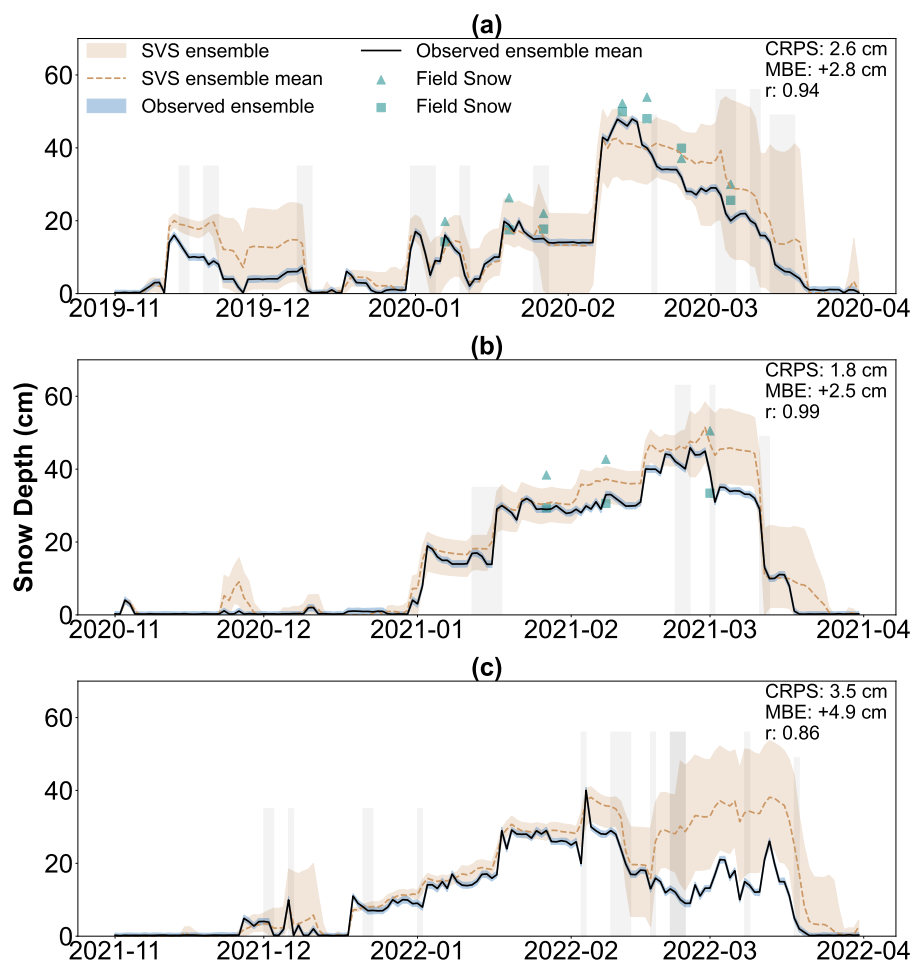 (a)
SVS ensemble
SVS ensemble mean
Observed ensemble
Observed ensemble mean
Field Snow
Field Snow
CRPS: 2.6 cm
MBE: +2.8 cm
r: 0.94
60
40
20
0
2019-11 2019-12 2020-01 2020-02 2020-03 2020-04
(b)
CRPS: 1.8 cm
MBE: +2.5 cm
r: 0.99
60
40
20
0
2020-11 2020-12 2021-01 2021-02 2021-03 2021-04
Snow Depth (cm)
(c)
CRPS: 3.5 cm
MBE: +4.9 cm
r: 0.86
60
40
20
0
2021-11 2021-12 2022-01 2022-02 2022-03 2022-04